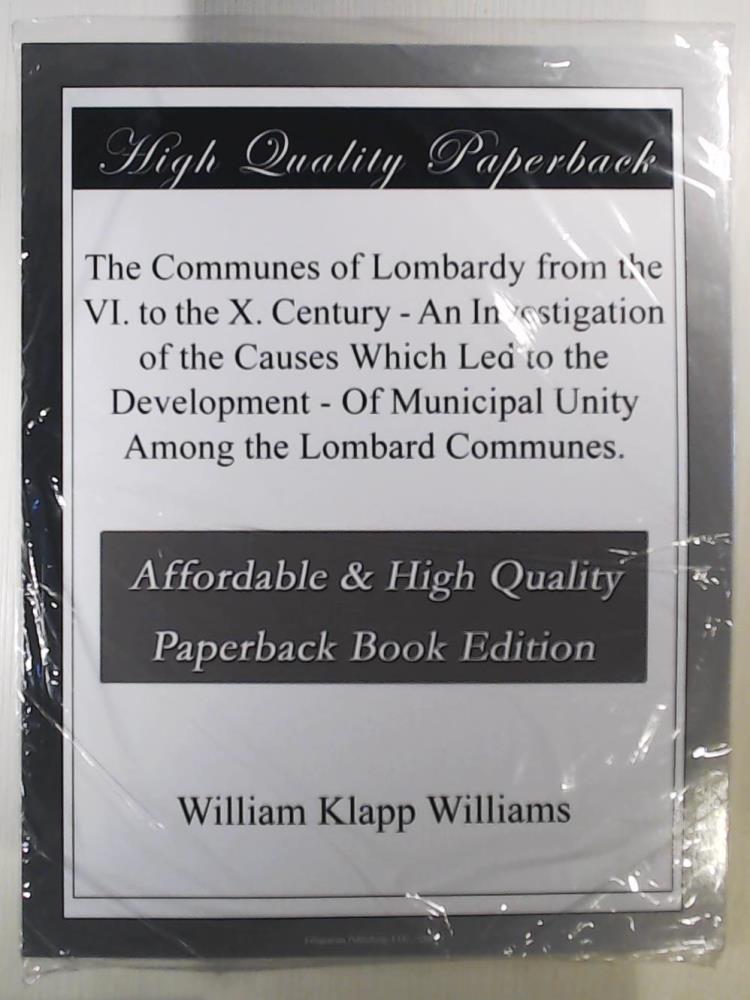 High Quality Paperback
The Communes of Lombardy from the
VI. to the X. Century - An Investigation
of the Causes Which Led to the
Development - Of Municipal Unity
Among the Lombard Communes.
Affordable & High Quality
Paperback Book Edition
William Klapp Williams